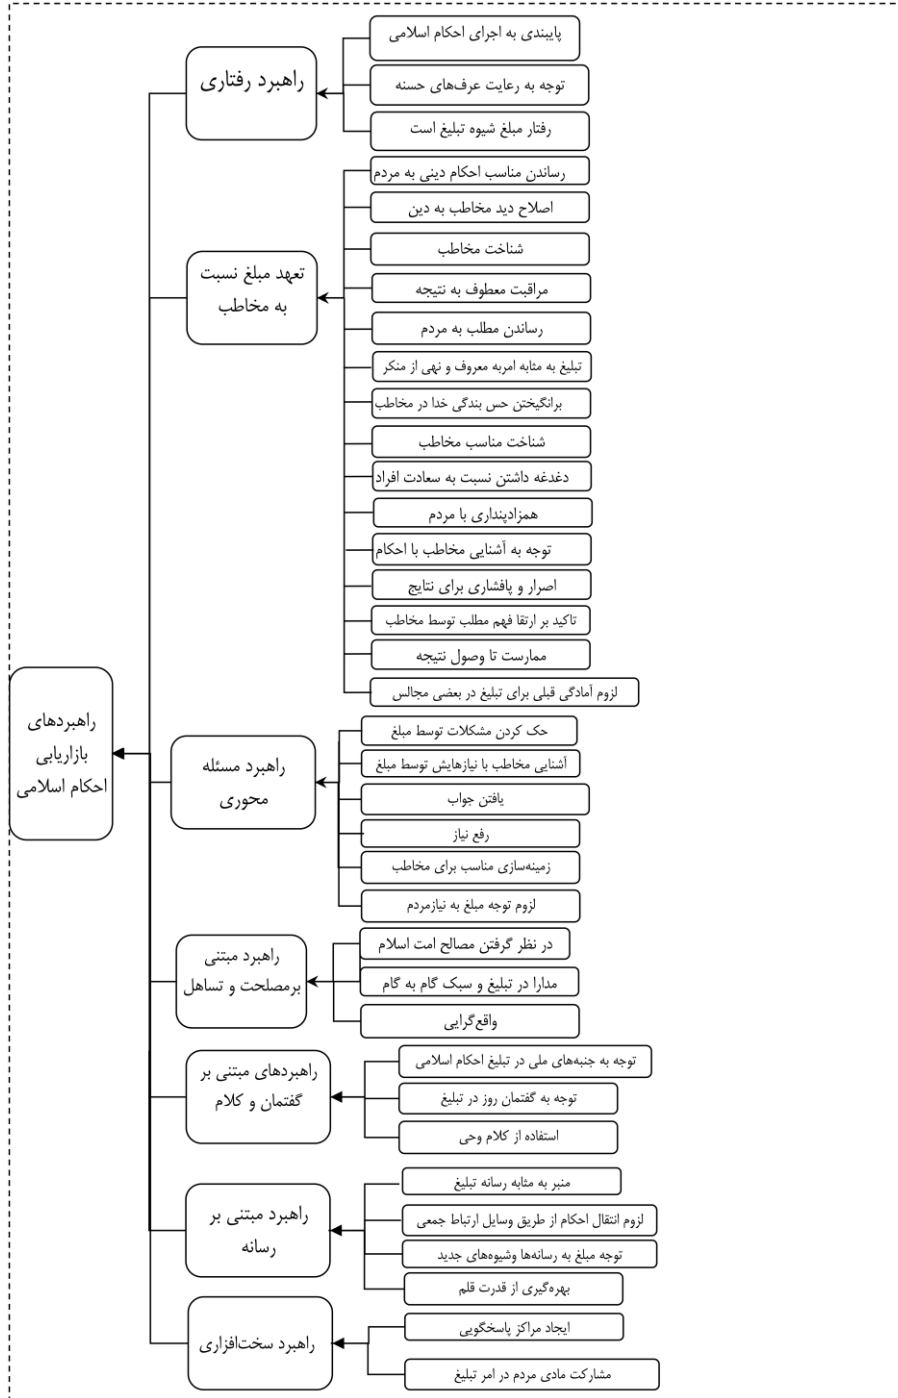 پایبندی به اجرای احکام اسلامی
راهبرد رفتاری
توجه به رعایت عرف‌های حسنه
رفتار مبلغ شیوه تبلیغ است
رساندن مناسب احکام دینی به مردم
اصلاح دید مخاطب به دین
شناخت مخاطب
تعهد مبلغ نسبت
به مخاطب
مراقبت معطوف به نتیجه
رساندن مطلب به مردم
تبلیغ به مثابه امربه معروف و نهی از منکر
برانگیختن حس بندگی خدا در مخاطب
شناخت مناسب مخاطب
دغدغه داشتن نسبت به سعادت افراد
همزادپنداری با مردم
توجه به آشنایی مخاطب با احکام
اصرار و پافشاری برای نتایج
تاکید بر ارتقا فهم مطلب توسط مخاطب
ممارست تا وصول نتیجه
لزوم آمادگی قبلی برای تبلیغ در بعضی مجالس
راهبردهای
بازاریابی
احکام اسلامی
حک کردن مشکلات توسط مبلغ
راهبرد مسئله
محوری
آشنایی مخاطب با نیازهایش توسط مبلغ
یافتن جواب
رفع نیاز
زمینه‌سازی مناسب برای مخاطب
لزوم توجه مبلغ به نیازمردم
در نظر گرفتن مصالح امت اسلام
راهبرد مبتنی
برمصلحت و تساهل
مدارا در تبلیغ و سبک گام به گام
واقع‌گرایی
توجه به جنبه‌های ملی در تبلیغ احکام اسلامی
راهبردهای مبتنی بر
گفتمان و کلام
توجه به گفتمان روز در تبلیغ
استفاده از کلام وحی
منبر به مثابه رسانه تبلیغ
راهبرد مبتنی بر
رسانه
لزوم انتقال احکام از طریق وسایل ارتباط جمعی
توجه مبلغ به رسانه‌ها وشیوه‌های جدید
بهره‌گیری از قدرت قلم
ایجاد مراکز پاسخگویی
راهبرد سخت‌افزاری
مشارکت مادی مردم در امر تبلیغ